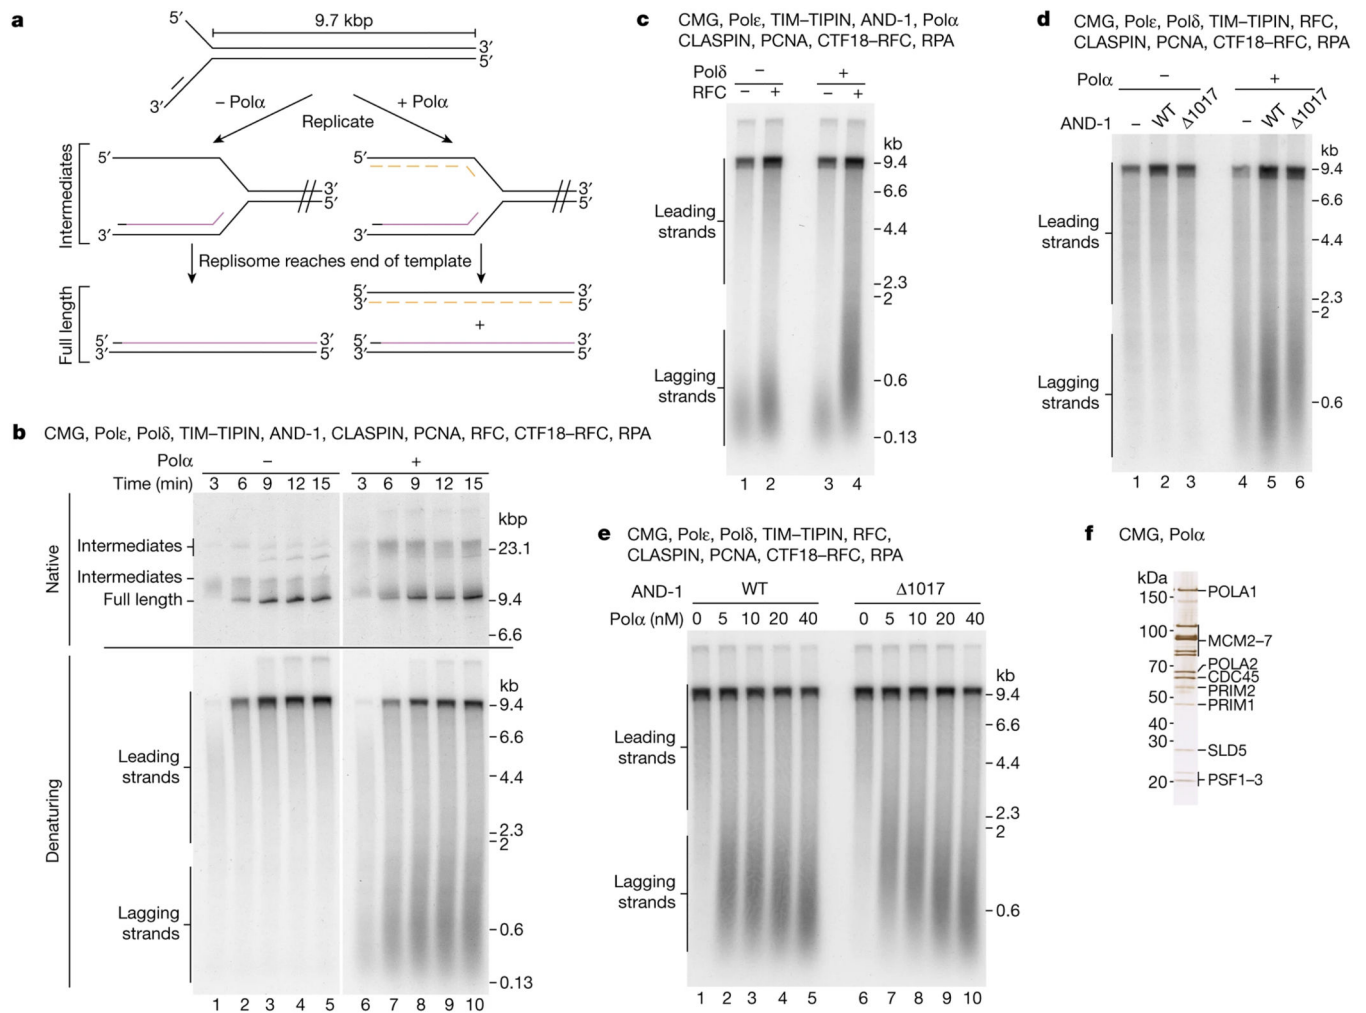 a
5′
9.7 kbp
3′
5′
3′
– Polα
+ Polα
Replicate
Intermediates
5′
3′
5′
3′
5′
3′
5′
3′
Replisome reaches end of template
Full length
5′
3′
3′
5′
+
5′
3′
3′
5′
5′
3′
3′
5′
b CMG, Polε, Polδ, TIM–TIPIN, AND-1, CLASPIN, PCNA, RFC, CTF18–RFC, RPA
Polα – +
Time (min) 3 6 9 12 15 3 6 9 12 15
Native
kbp
Intermediates 23.1
Intermediates
Full length 9.4
6.6
Denaturing
kb
9.4
6.6
Leading
strands
4.4
2.3
2
Lagging
strands
0.6
0.13
1 2 3 4 5 6 7 8 9 10
c CMG, Polε, TIM–TIPIN, AND-1, Polα
CLASPIN, PCNA, CTF18–RFC, RPA
Polδ – +
RFC – + – +
kb
9.4
6.6
Leading
strands
4.4
2.3
2
Lagging
strands
0.6
0.13
1 2 3 4
d CMG, Polε, Polδ, TIM–TIPIN, RFC,
CLASPIN, PCNA, CTF18–RFC, RPA
Polα – +
AND-1 – WT Δ1017 – WT Δ1017
kb
9.4
6.6
Leading
strands
4.4
2.3
2
Lagging
strands
0.6
1 2 3 4 5 6
e CMG, Polε, Polδ, TIM–TIPIN, RFC,
CLASPIN, PCNA, CTF18–RFC, RPA
AND-1 WT Δ1017
Polα (nM) 0 5 10 20 40 0 5 10 20 40
kb
9.4
6.6
Leading
strands
4.4
2.3
2
Lagging
strands
0.6
1 2 3 4 5 6 7 8 9 10
f CMG, Polα
kDa
150 POLA1
100 MCM2–7
70 POLA2
CDC45
50 PRIM2
PRIM1
40
30 SLD5
20 PSF1–3